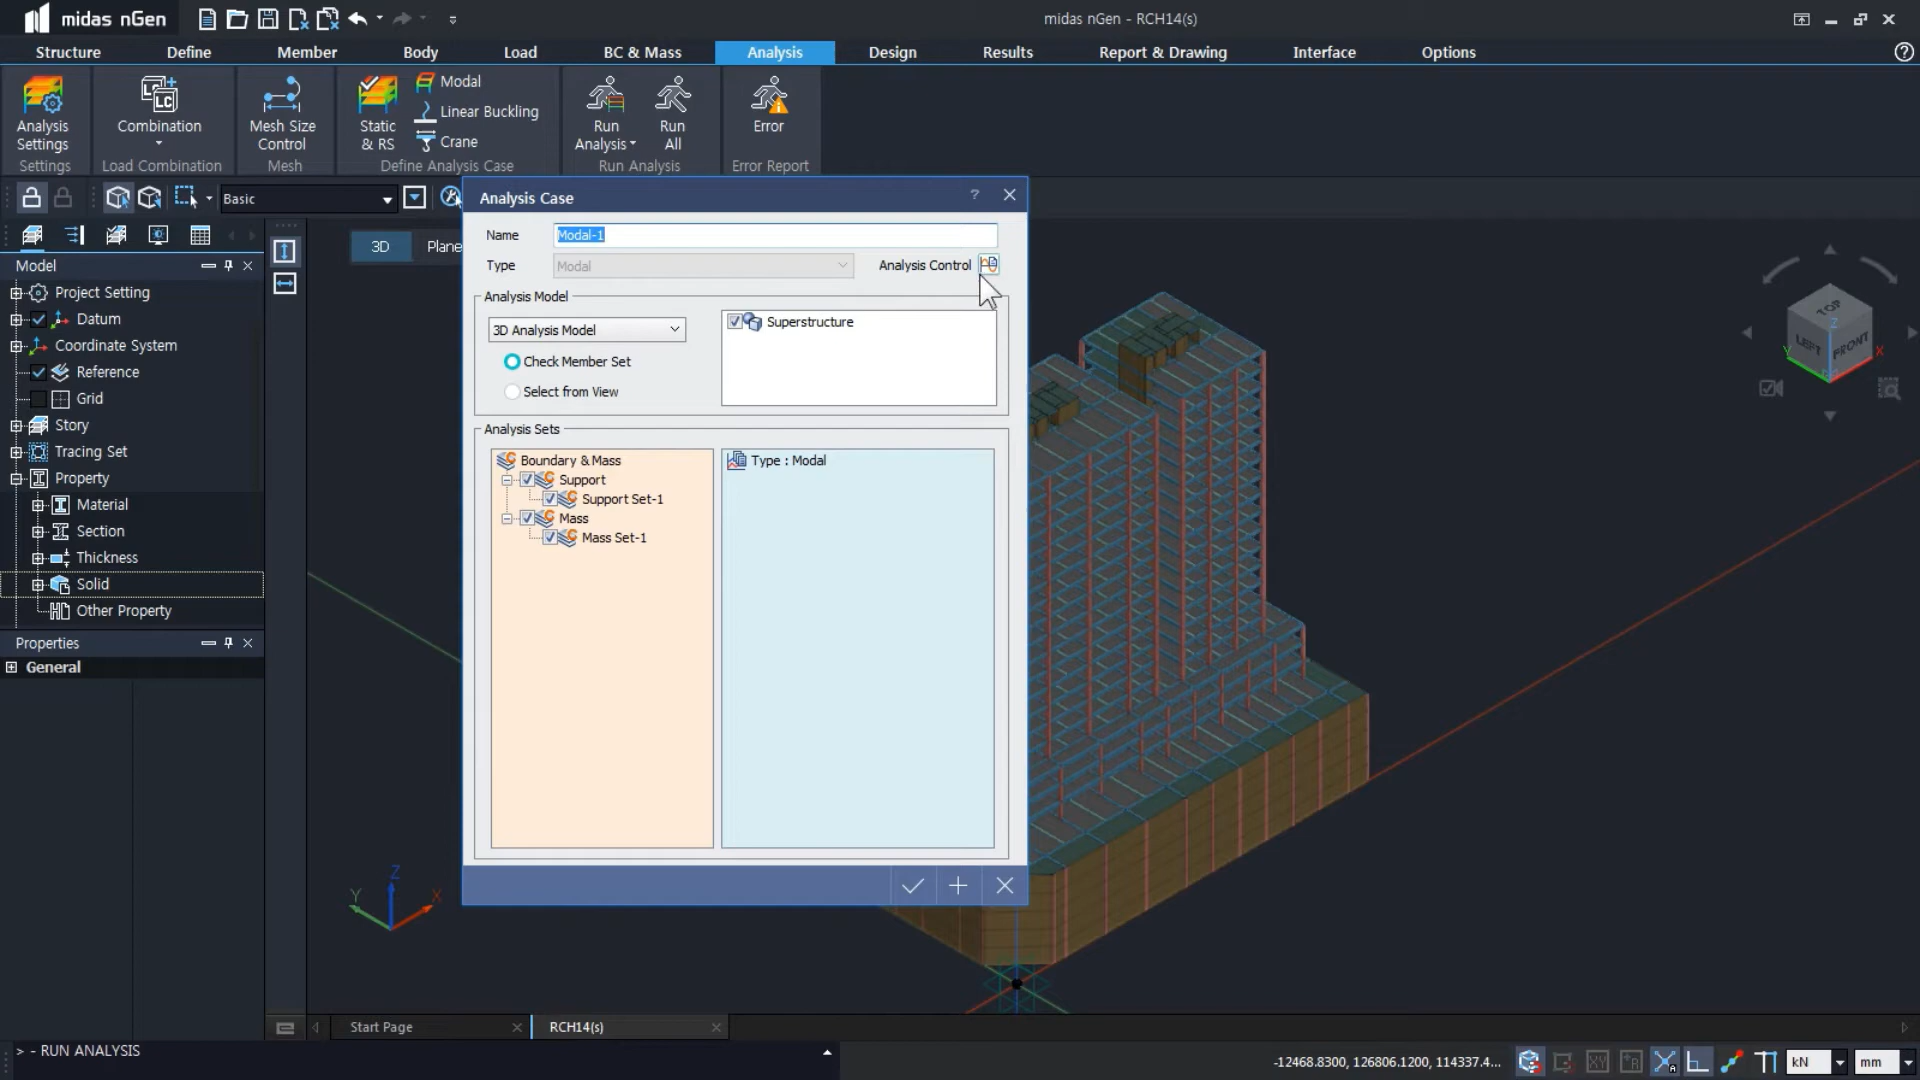 midas nGen
midas nGen - RCH14(s)
Structure Define Member Body Load BC & Mass Analysis Design Results Report & Drawing Interface Options
Analysis Settings
Settings
LC
LC
Combination
Load Combination
Mesh Size Control
Mesh
Static & RS
Modal
Linear Buckling
Crane
Define Analysis Case
Run Analysis
Run All
Run Analysis
Error
Error Report
Basic
Model
Project Setting
Datum
Coordinate System
Reference
Grid
Story
Tracing Set
Property
Material
Section
Thickness
Solid
Other Property
Properties
General
3D Plane
Analysis Case ?
Name Modal-1
Type Modal Analysis Control
Analysis Model
3D Analysis Model
Check Member Set
Select from View
Superstructure
Analysis Sets
Boundary & Mass
Support
Support Set-1
Mass
Mass Set-1
Type : Modal
TOP
LEFT
FRONT
Z
Y
X
Z
Y
X
Start Page
RCH14(s)
> - RUN ANALYSIS
-12468.8300, 126806.1200, 114337.4...
kN
mm